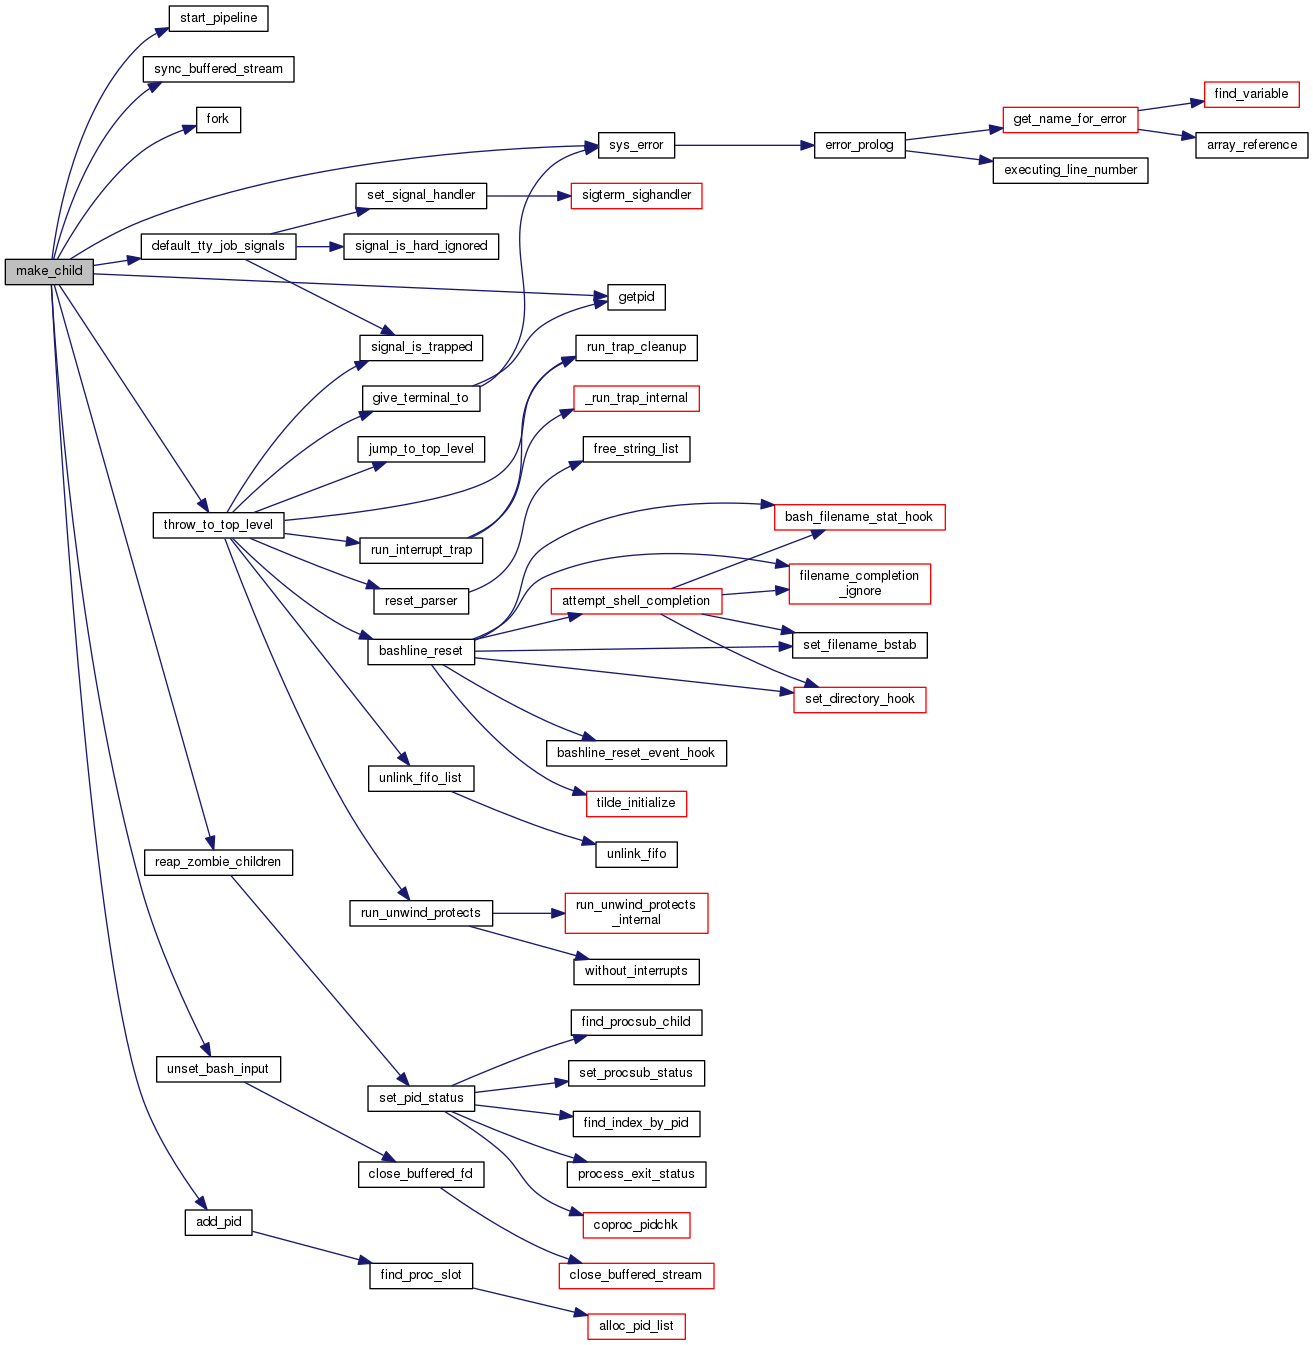 start_pipeline
sync_buffered_stream
find_variable
fork
get_name_for_error
sys_error
error_prolog
array_reference
executing_line_number
set_signal_handler
sigterm_sighandler
default_tty_job_signals
signal_is_hard_ignored
make_child
getpid
signal_is_trapped
run_trap_cleanup
give_terminal_to
_run_trap_internal
jump_to_top_level
free_string_list
bash_filename_stat_hook
throw_to_top_level
run_interrupt_trap
filename_completion
_ignore
reset_parser
attempt_shell_completion
bashline_reset
set_filename_bstab
set_directory_hook
bashline_reset_event_hook
unlink_fifo_list
tilde_initialize
unlink_fifo
reap_zombie_children
run_unwind_protects
run_unwind_protects
_internal
without_interrupts
find_procsub_child
unset_bash_input
set_procsub_status
set_pid_status
find_index_by_pid
close_buffered_fd
process_exit_status
add_pid
coproc_pidchk
find_proc_slot
close_buffered_stream
alloc_pid_list